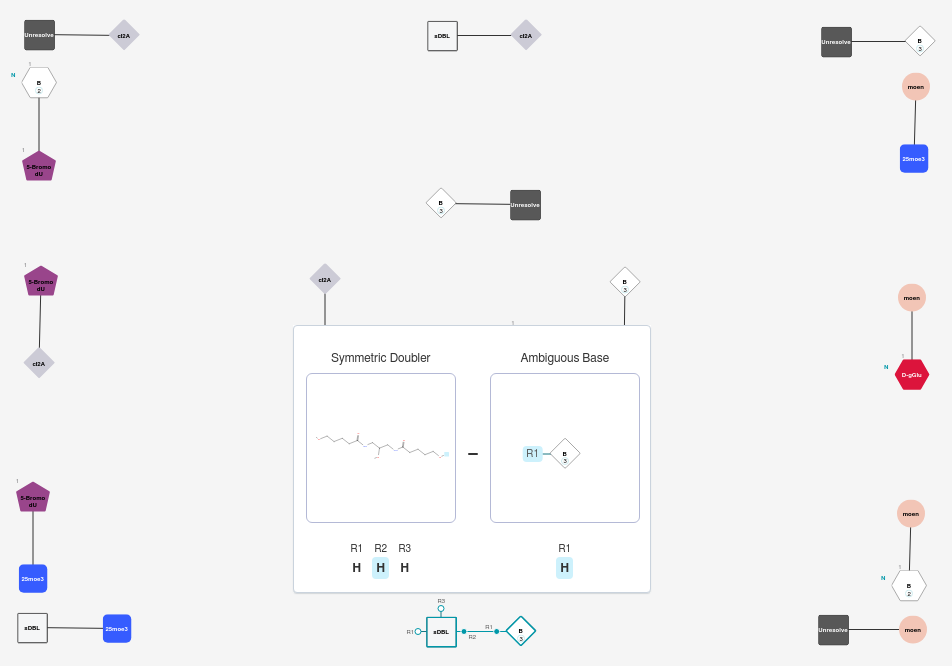 Unresolve cl2A
sDBL cl2A
Unresolve B 3
1
N B 2
1
5-Bromo dU
moen
25moe3
B 3 Unresolve
1
5-Bromo dU
cl2A
cl2A
B 3
moen
1
N D-gGlu
1
Symmetric Doubler Ambiguous Base
R1 B 3
R1 R2 R3 R1
H H H H
1
5-Bromo dU
25moe3
sDBL 25moe3
moen
1
N B 2
Unresolve moen
R3
R1 sDBL R2 R1 B 3